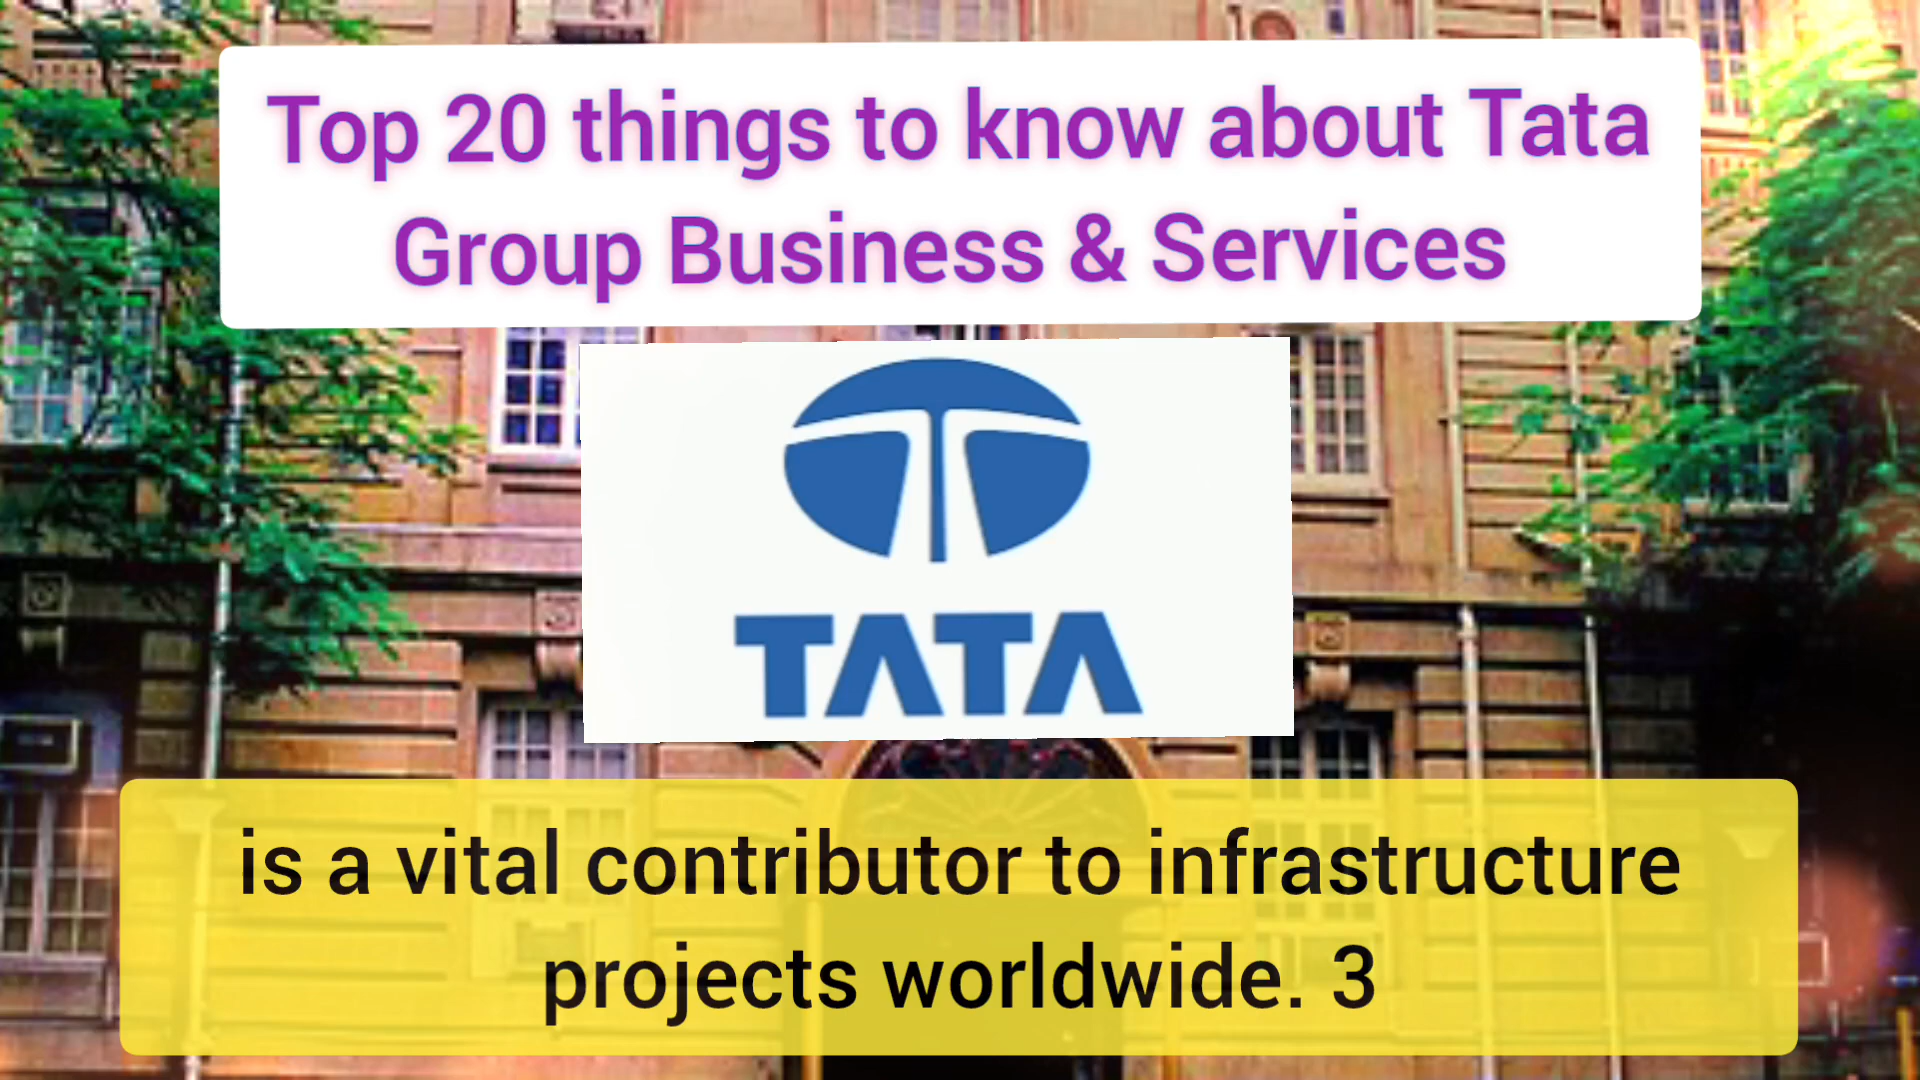 Top 20 things to know about Tata
Group Business & Services
TATA
is a vital contributor to infrastructure
projects worldwide. 3